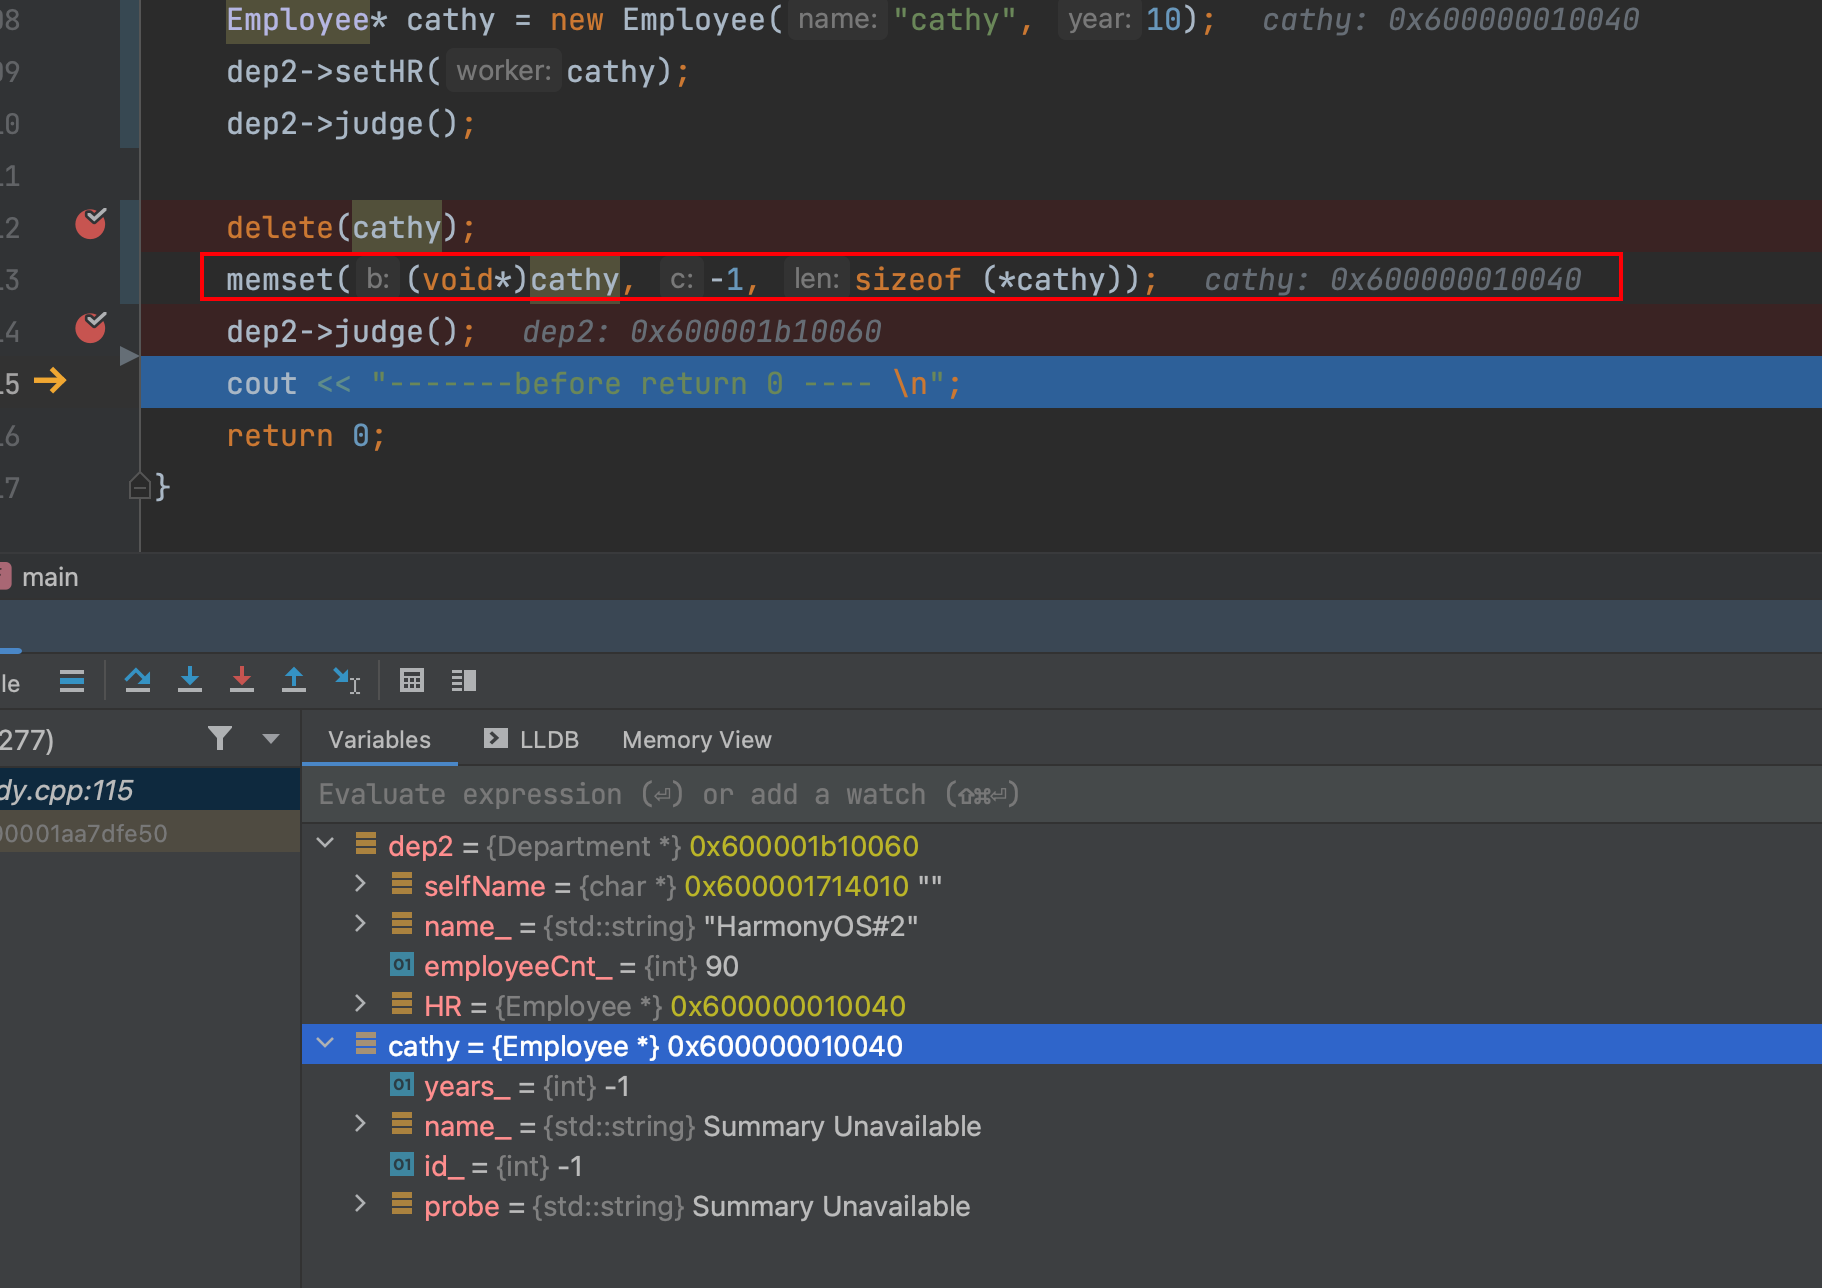 08 Employee* cathy = new Employee( name: "cathy", year: 10); cathy: 0x600000010040
09 dep2->setHR( worker: cathy);
10 dep2->judge();
11
12 delete(cathy);
13 memset( b: (void*)cathy, c: -1, len: sizeof (*cathy)); cathy: 0x600000010040
14 dep2->judge(); dep2: 0x600001b10060
15 cout << "-------before return 0 ---- \n";
16 return 0;
17 }
main
le
277)
Variables LLDB Memory View
dy.cpp:115
Evaluate expression (⏎) or add a watch (⇧⌘⏎)
00001aa7dfe50
dep2 = {Department *} 0x600001b10060
selfName = {char *} 0x600001714010 ""
name_ = {std::string} "HarmonyOS#2"
01 employeeCnt_ = {int} 90
HR = {Employee *} 0x600000010040
cathy = {Employee *} 0x600000010040
01 years_ = {int} -1
name_ = {std::string} Summary Unavailable
01 id_ = {int} -1
probe = {std::string} Summary Unavailable